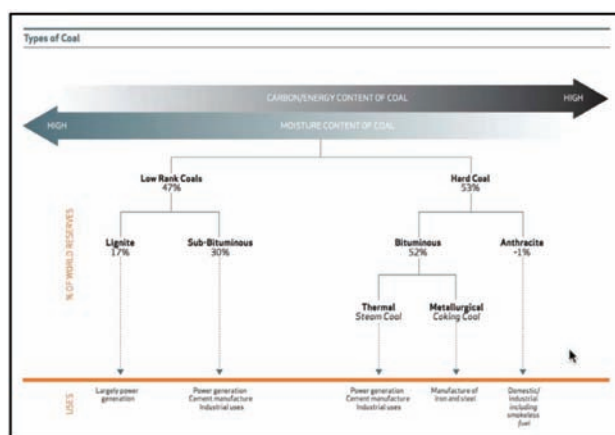 Types of Coal
CARBON/ENERGY CONTENT OF COAL
HIGH
HIGH
MOISTURE CONTENT OF COAL
% OF WORLD RESERVES
Low Rank Coals
47%
Hard Coal
53%
Lignite
17%
Sub-Bituminous
30%
Bituminous
52%
Anthracite
~1%
Thermal
Steam Coal
Metallurgical
Coking Coal
USES
Largely power
generation
Power generation
Cement manufacture
Industrial uses
Power generation
Cement manufacture
Industrial uses
Manufacture of
iron and steel
Domestic/
industrial
including
smokeless
fuel